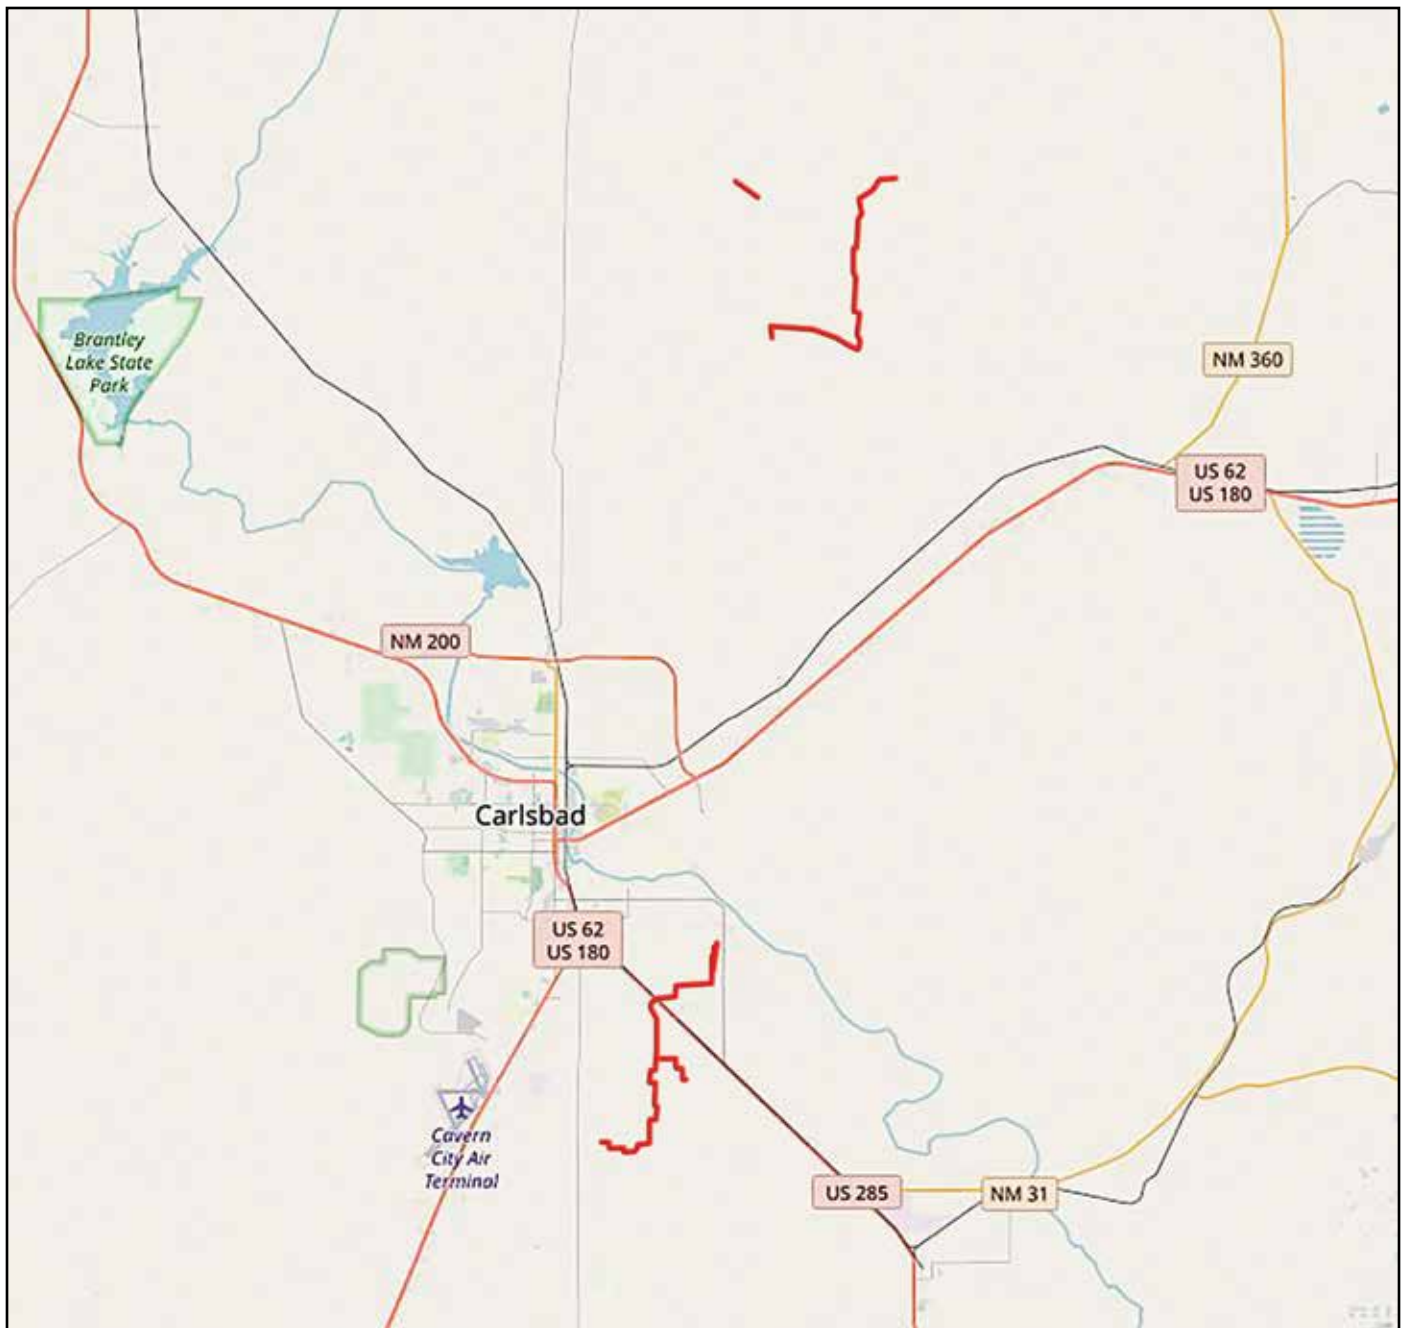 Brantley
Lake State
Park
NM 360
US 62
US 180
NM 200
Carlsbad
US 62
US 180
Cavern
City Air
Terminal
US 285
NM 31